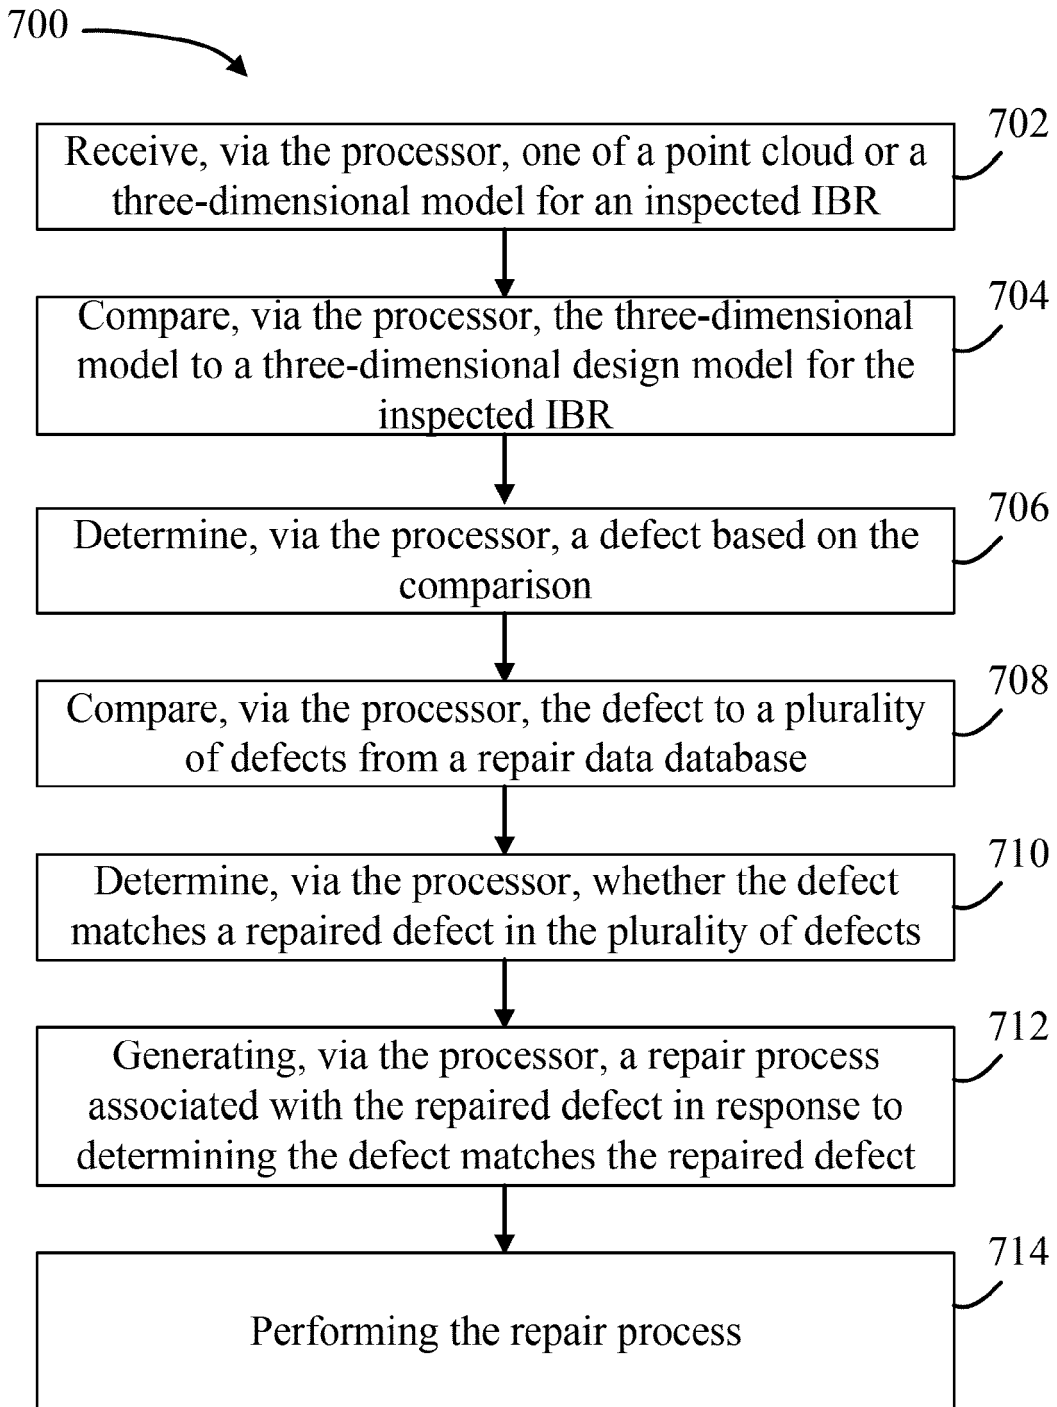 700
702
Receive, via the processor, one of a point cloud or a
three-dimensional model for an inspected IBR
704
Compare, via the processor, the three-dimensional
model to a three-dimensional design model for the
inspected IBR
706
Determine, via the processor, a defect based on the
comparison
708
Compare, via the processor, the defect to a plurality
of defects from a repair data database
710
Determine, via the processor, whether the defect
matches a repaired defect in the plurality of defects
712
Generating, via the processor, a repair process
associated with the repaired defect in response to
determining the defect matches the repaired defect
714
Performing the repair process